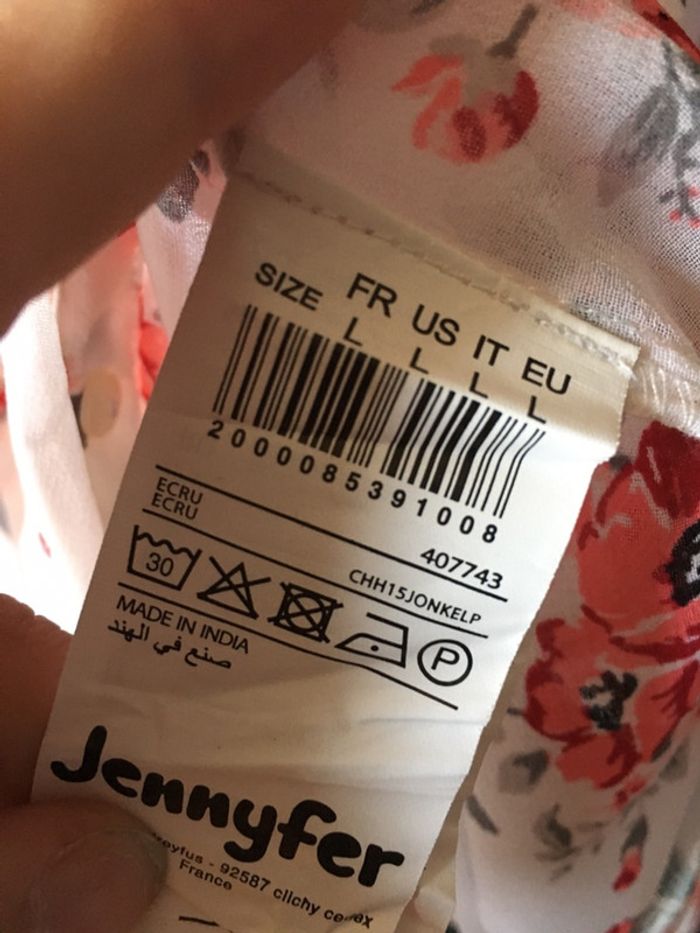 SIZE FR US IT EU
L L L L
2000085391008
ECRU
ECRU
407743
CHH15JONKELP
30
P
MADE IN INDIA
صنع في الهند
Jennyfer
- 92587 clichy
France